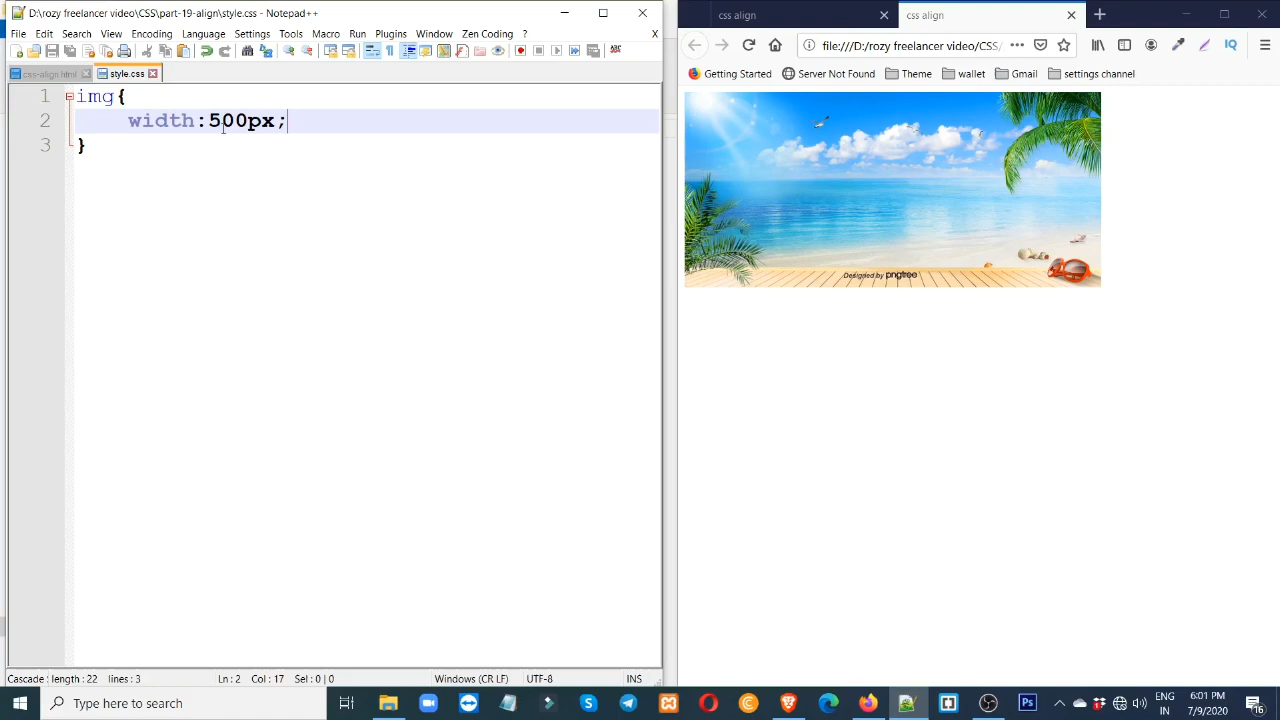 D:\rozy freelancer video\CSS\part-19-align\style.css - Notepad++
File Edit Search View Encoding Language Settings Tools Macro Run Plugins Window Zen Coding ? X
css-align.html style.css
1 img{
2 width:500px;
3 }
Cascade : length : 22 lines : 3 Ln : 2 Col : 17 Sel : 0 | 0 Windows (CR LF) UTF-8 INS
css align css align
file:///D:/rozy freelancer video/CSS/
Getting Started Server Not Found Theme wallet Gmail settings channel
Designed by pngtree
Type here to search
ENG
IN
6:01 PM
7/9/2020
16